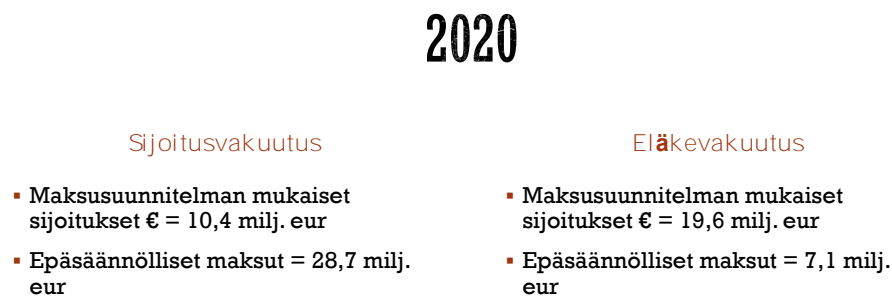 2020
Sijoitusvakuutus
▪ Maksusuunnitelman mukaiset
sijoitukset € = 10,4 milj. eur
▪ Epäsäännölliset maksut = 28,7 milj.
eur
Eläkevakuutus
▪ Maksusuunnitelman mukaiset
sijoitukset € = 19,6 milj. eur
▪ Epäsäännölliset maksut = 7,1 milj.
eur